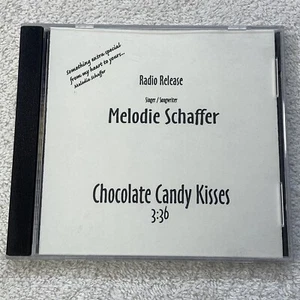 Something extra special
from my heart to yours...
Melodie Schaffer
Radio Release
Singer / Songwriter
Melodie Schaffer
Chocolate Candy Kisses
3:36